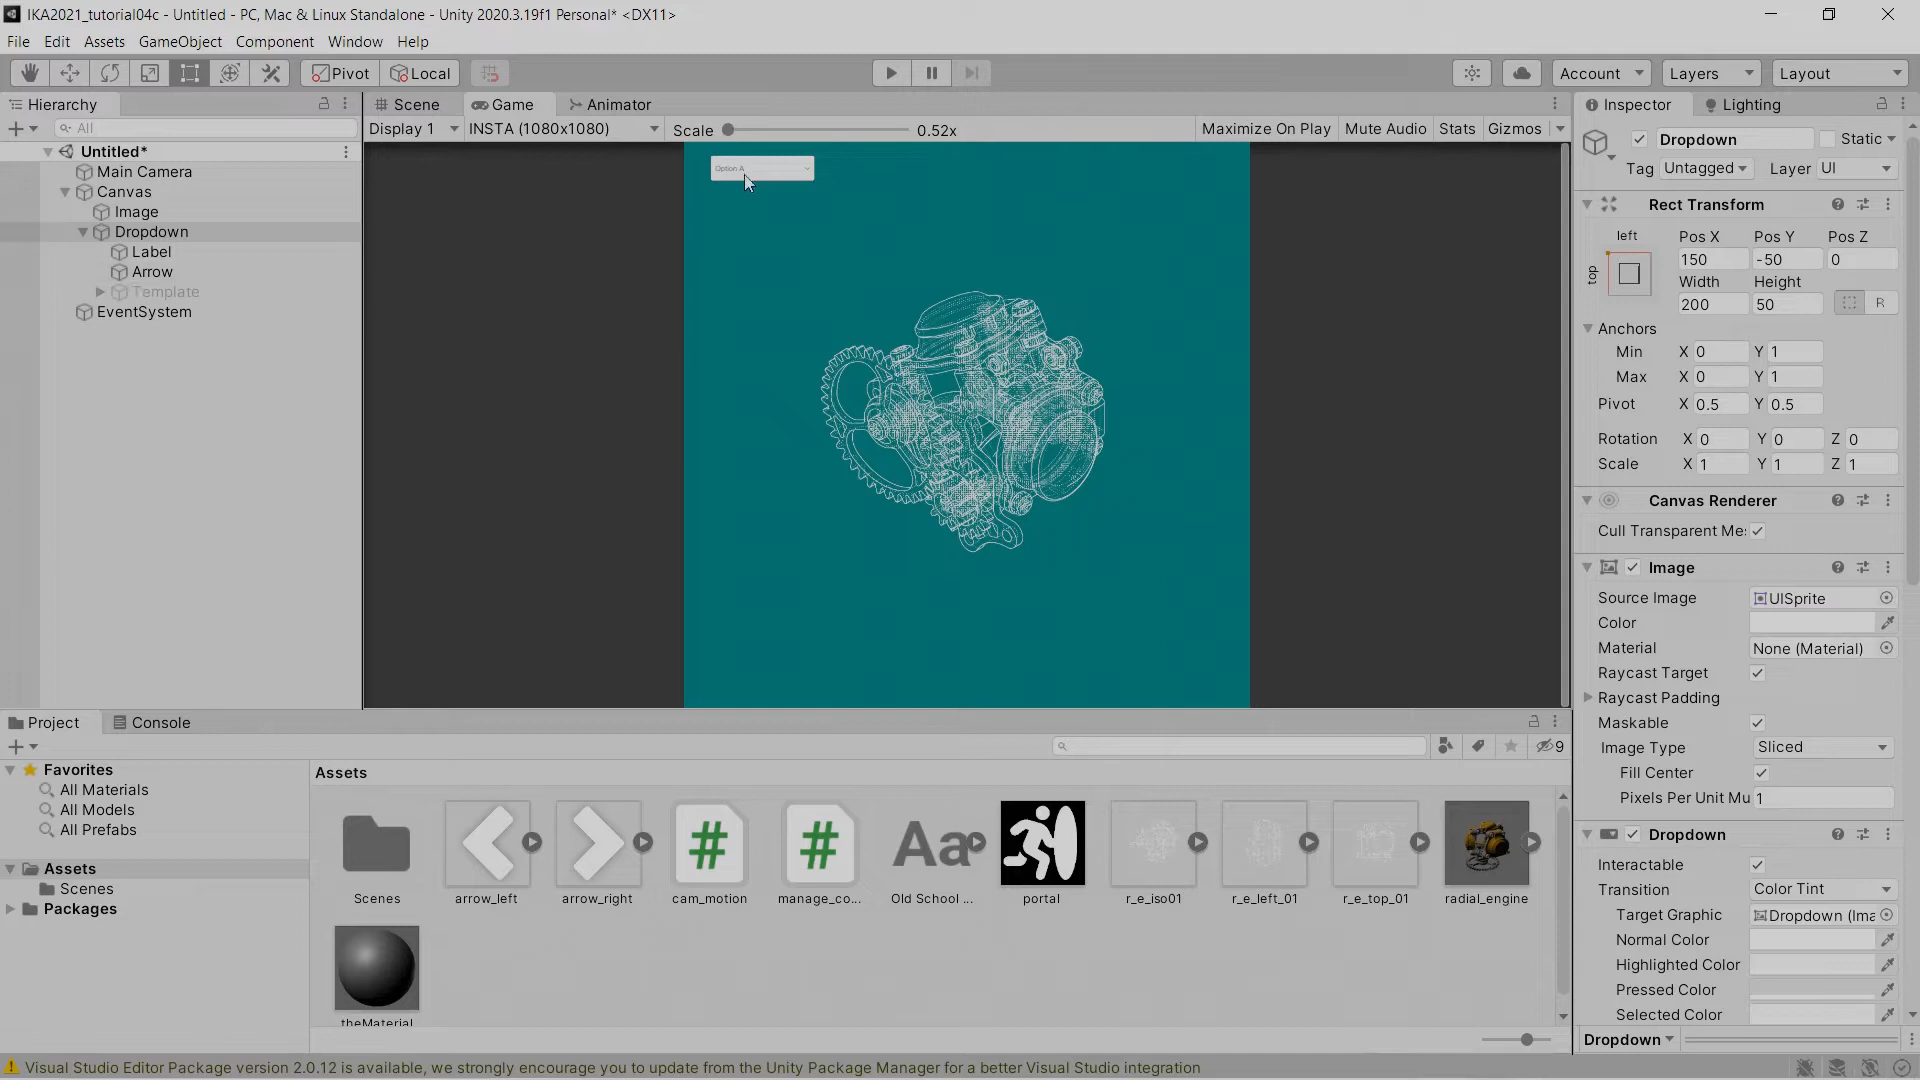 IKA2021_tutorial04c - Untitled - PC, Mac & Linux Standalone - Unity 2020.3.19f1 Personal* <DX11>
File Edit Assets GameObject Component Window Help
Pivot Local Account Layers Layout
Hierarchy
All
Untitled*
Main Camera
Canvas
Image
Dropdown
Label
Arrow
Template
EventSystem
Scene Game Animator
Display 1 INSTA (1080x1080) Scale 0.52x Maximize On Play Mute Audio Stats Gizmos
Option A
Inspector Lighting
Dropdown Static
Tag Untagged Layer UI
Rect Transform
left Pos X Pos Y Pos Z
top 150 -50 0
Width Height
200 50 R
Anchors
Min X 0 Y 1
Max X 0 Y 1
Pivot X 0.5 Y 0.5
Rotation X 0 Y 0 Z 0
Scale X 1 Y 1 Z 1
Canvas Renderer
Cull Transparent Me:
Image
Source Image UISprite
Color
Material None (Material)
Raycast Target
Raycast Padding
Maskable
Image Type Sliced
Fill Center
Pixels Per Unit Mu 1
Dropdown
Interactable
Transition Color Tint
Target Graphic Dropdown (Ima
Normal Color
Highlighted Color
Pressed Color
Selected Color
Dropdown
Project Console
9
Favorites
All Materials
All Models
All Prefabs
Assets
Scenes
Packages
Assets
Aa
Scenes arrow_left arrow_right cam_motion manage_co... Old School ... portal r_e_iso01 r_e_left_01 r_e_top_01 radial_engine
theMaterial
Visual Studio Editor Package version 2.0.12 is available, we strongly encourage you to update from the Unity Package Manager for a better Visual Studio integration